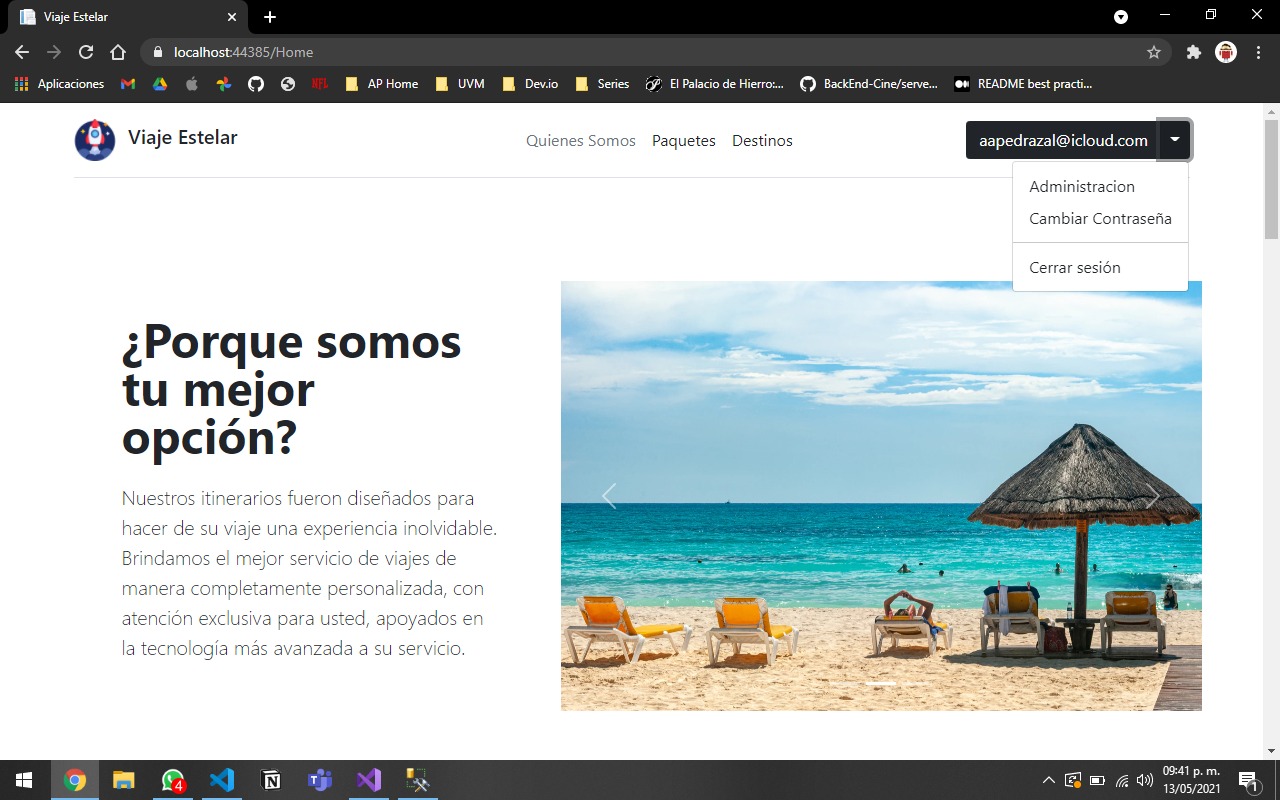 Viaje Estelar
localhost:44385/Home
Aplicaciones
NFL
AP Home
UVM
Dev.io
Series
El Palacio de Hierro:...
BackEnd-Cine/serve...
README best practi...
Viaje Estelar
Quienes Somos
Paquetes
Destinos
aapedrazal@icloud.com
Administracion
Cambiar Contraseña
Cerrar sesión
¿Porque somos
tu mejor
opción?
Nuestros itinerarios fueron diseñados para
hacer de su viaje una experiencia inolvidable.
Brindamos el mejor servicio de viajes de
manera completamente personalizada, con
atención exclusiva para usted, apoyados en
la tecnología más avanzada a su servicio.
4
09:41 p. m.
13/05/2021
1